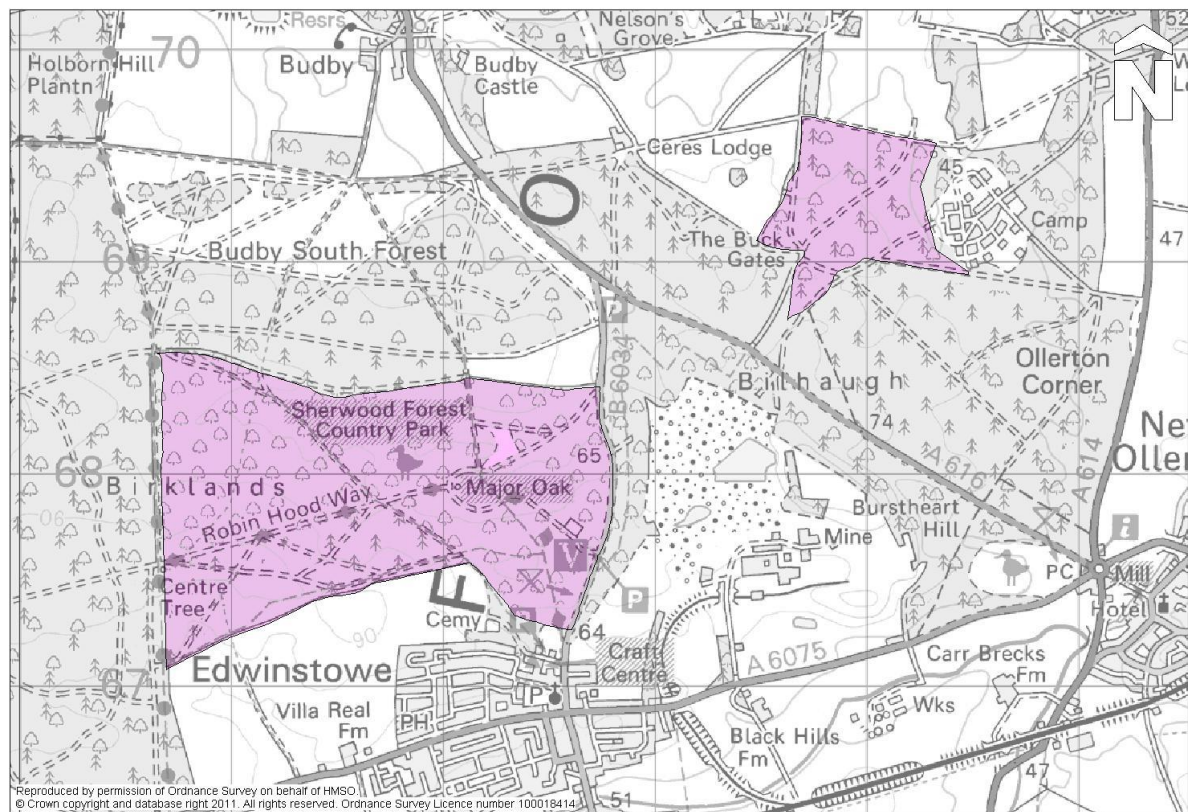 Resrs
Nelson's
Grove
52
Holborn Hill
Plantn
70
Budby
Budby
Castle
N
Ceres Lodge
45
Camp
O
The Buck
Gates
47
69
Budby South Forest
P
B 6034
Ollerton
Corner
Bilhaugh
Sherwood Forest
Country Park
74
A 616
A 614
65
68
Birklands
Major Oak
Robin Hood Way
Burstheart
Hill
Mine
i
V
PC
Mill
Centre
Tree
F
P
Hotel
Cemy
64
Craft
Centre
A 6075
Carr Brecks
Fm
67
Edwinstowe
P
Wks
Villa Real
Fm
PH
Black Hills
Fm
47
51
90
Reproduced by permission of Ordnance Survey on behalf of HMSO.
© Crown copyright and database right 2011. All rights reserved. Ordnance Survey Licence number 100018414